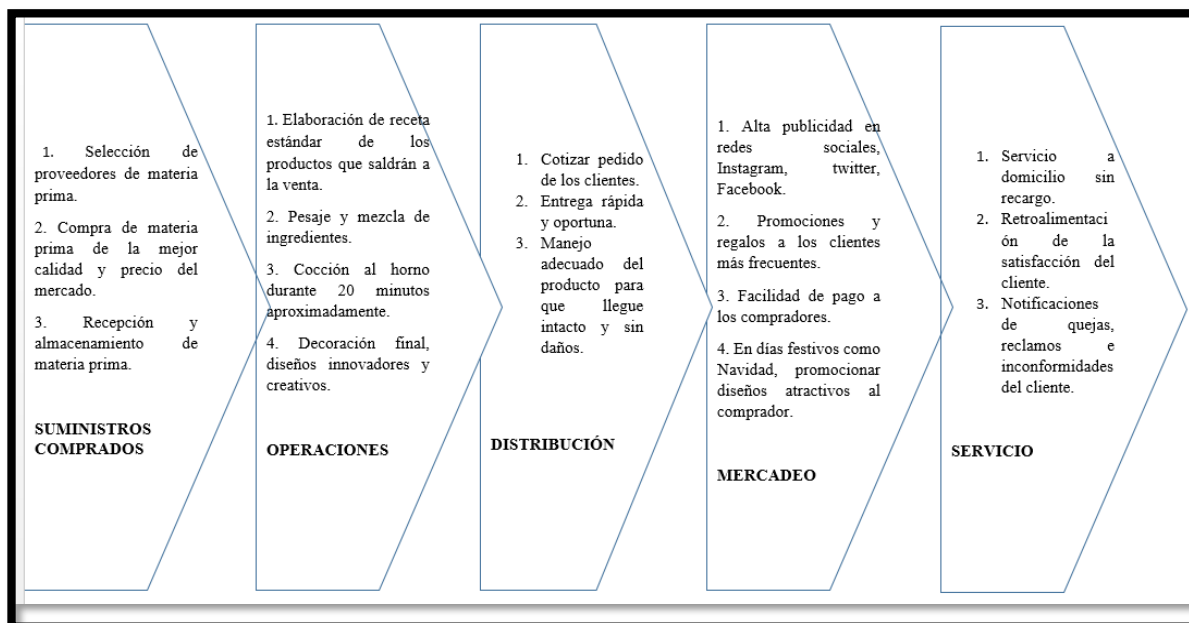 1. Selección de
proveedores de materia
prima.
2. Compra de materia
prima de la mejor
calidad y precio del
mercado.
3. Recepción y
almacenamiento de
materia prima.
SUMINISTROS
COMPRADOS
1. Elaboración de receta
estándar de los
productos que saldrán a
la venta.
2. Pesaje y mezcla de
ingredientes.
3. Cocción al horno
durante 20 minutos
aproximadamente.
4. Decoración final,
diseños innovadores y
creativos.
OPERACIONES
1. Cotizar pedido
de los clientes.
2. Entrega rápida
y oportuna.
3. Manejo
adecuado del
producto para
que llegue
intacto y sin
daños.
DISTRIBUCIÓN
1. Alta publicidad en
redes sociales,
Instagram, twitter,
Facebook.
2. Promociones y
regalos a los clientes
más frecuentes.
3. Facilidad de pago a
los compradores.
4. En días festivos como
Navidad, promocionar
diseños atractivos al
comprador.
MERCADEO
1. Servicio a
domicilio sin
recargo.
2. Retroalimentaci
ón de la
satisfacción del
cliente.
3. Notificaciones
de quejas,
reclamos e
inconformidades
del cliente.
SERVICIO